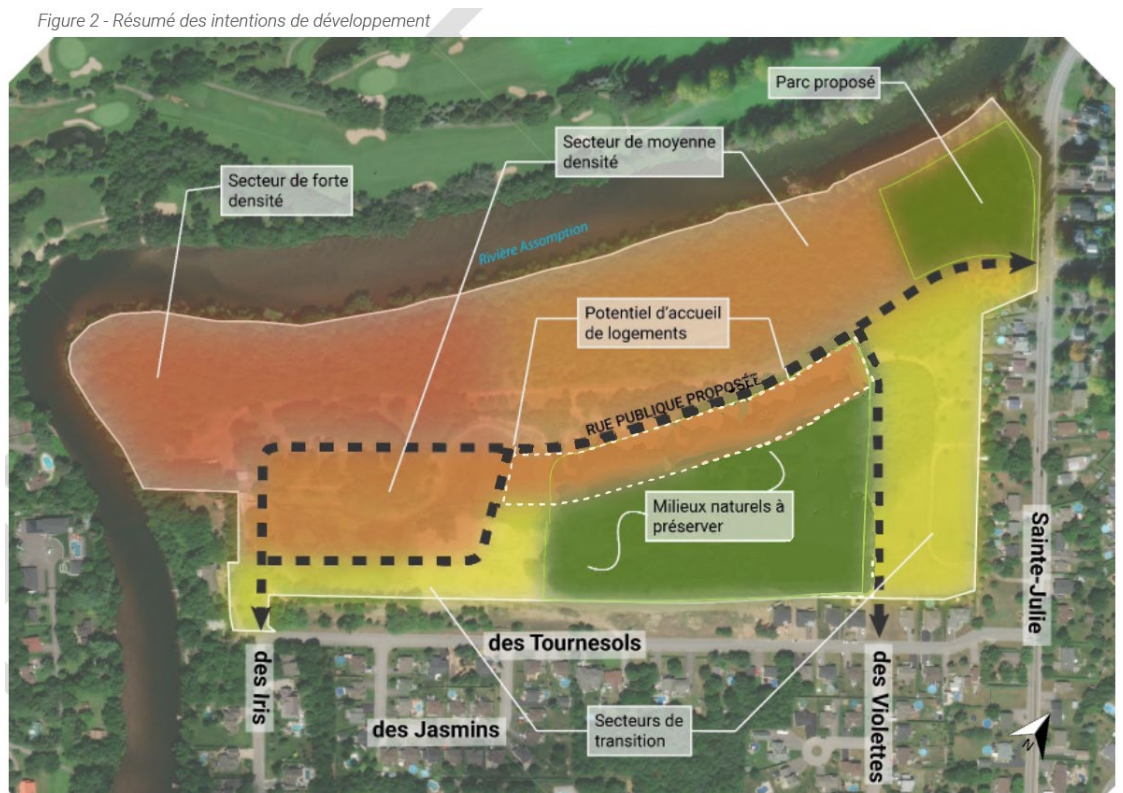 Figure 2 - Résumé des intentions de développement
Parc proposé
Secteur de moyenne
densité
Secteur de forte
densité
Rivière Assomption
Potentiel d'accueil
de logements
RUE PUBLIQUE PROPOSÉE
Milieux naturels à
préserver
Sainte-Julie
des Tournesols
des Iris
des Violettes
des Jasmins
Secteurs de
transition
N